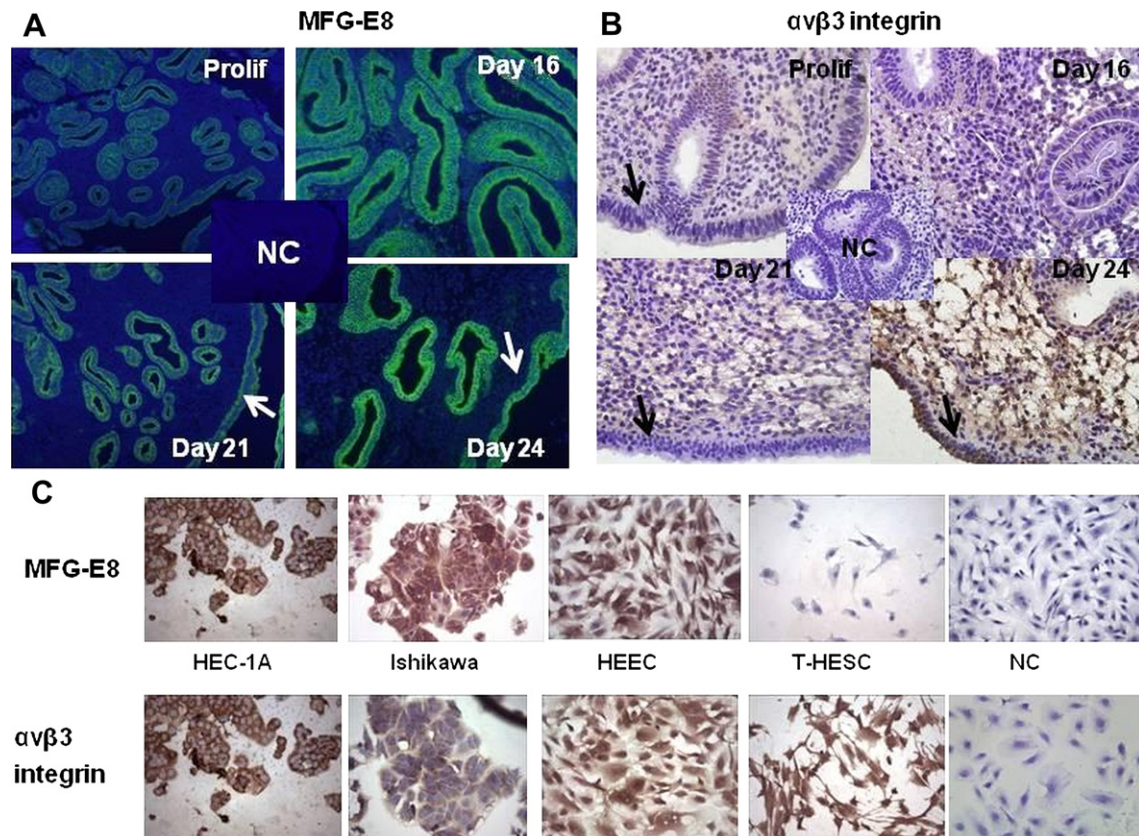 A
MFG-E8
Prolif
Day 16
NC
Day 21
Day 24
B
αvβ3 integrin
Prolif
Day 16
NC
Day 21
Day 24
C
MFG-E8
HEC-1A
Ishikawa
HEEC
T-HESC
NC
αvβ3
integrin